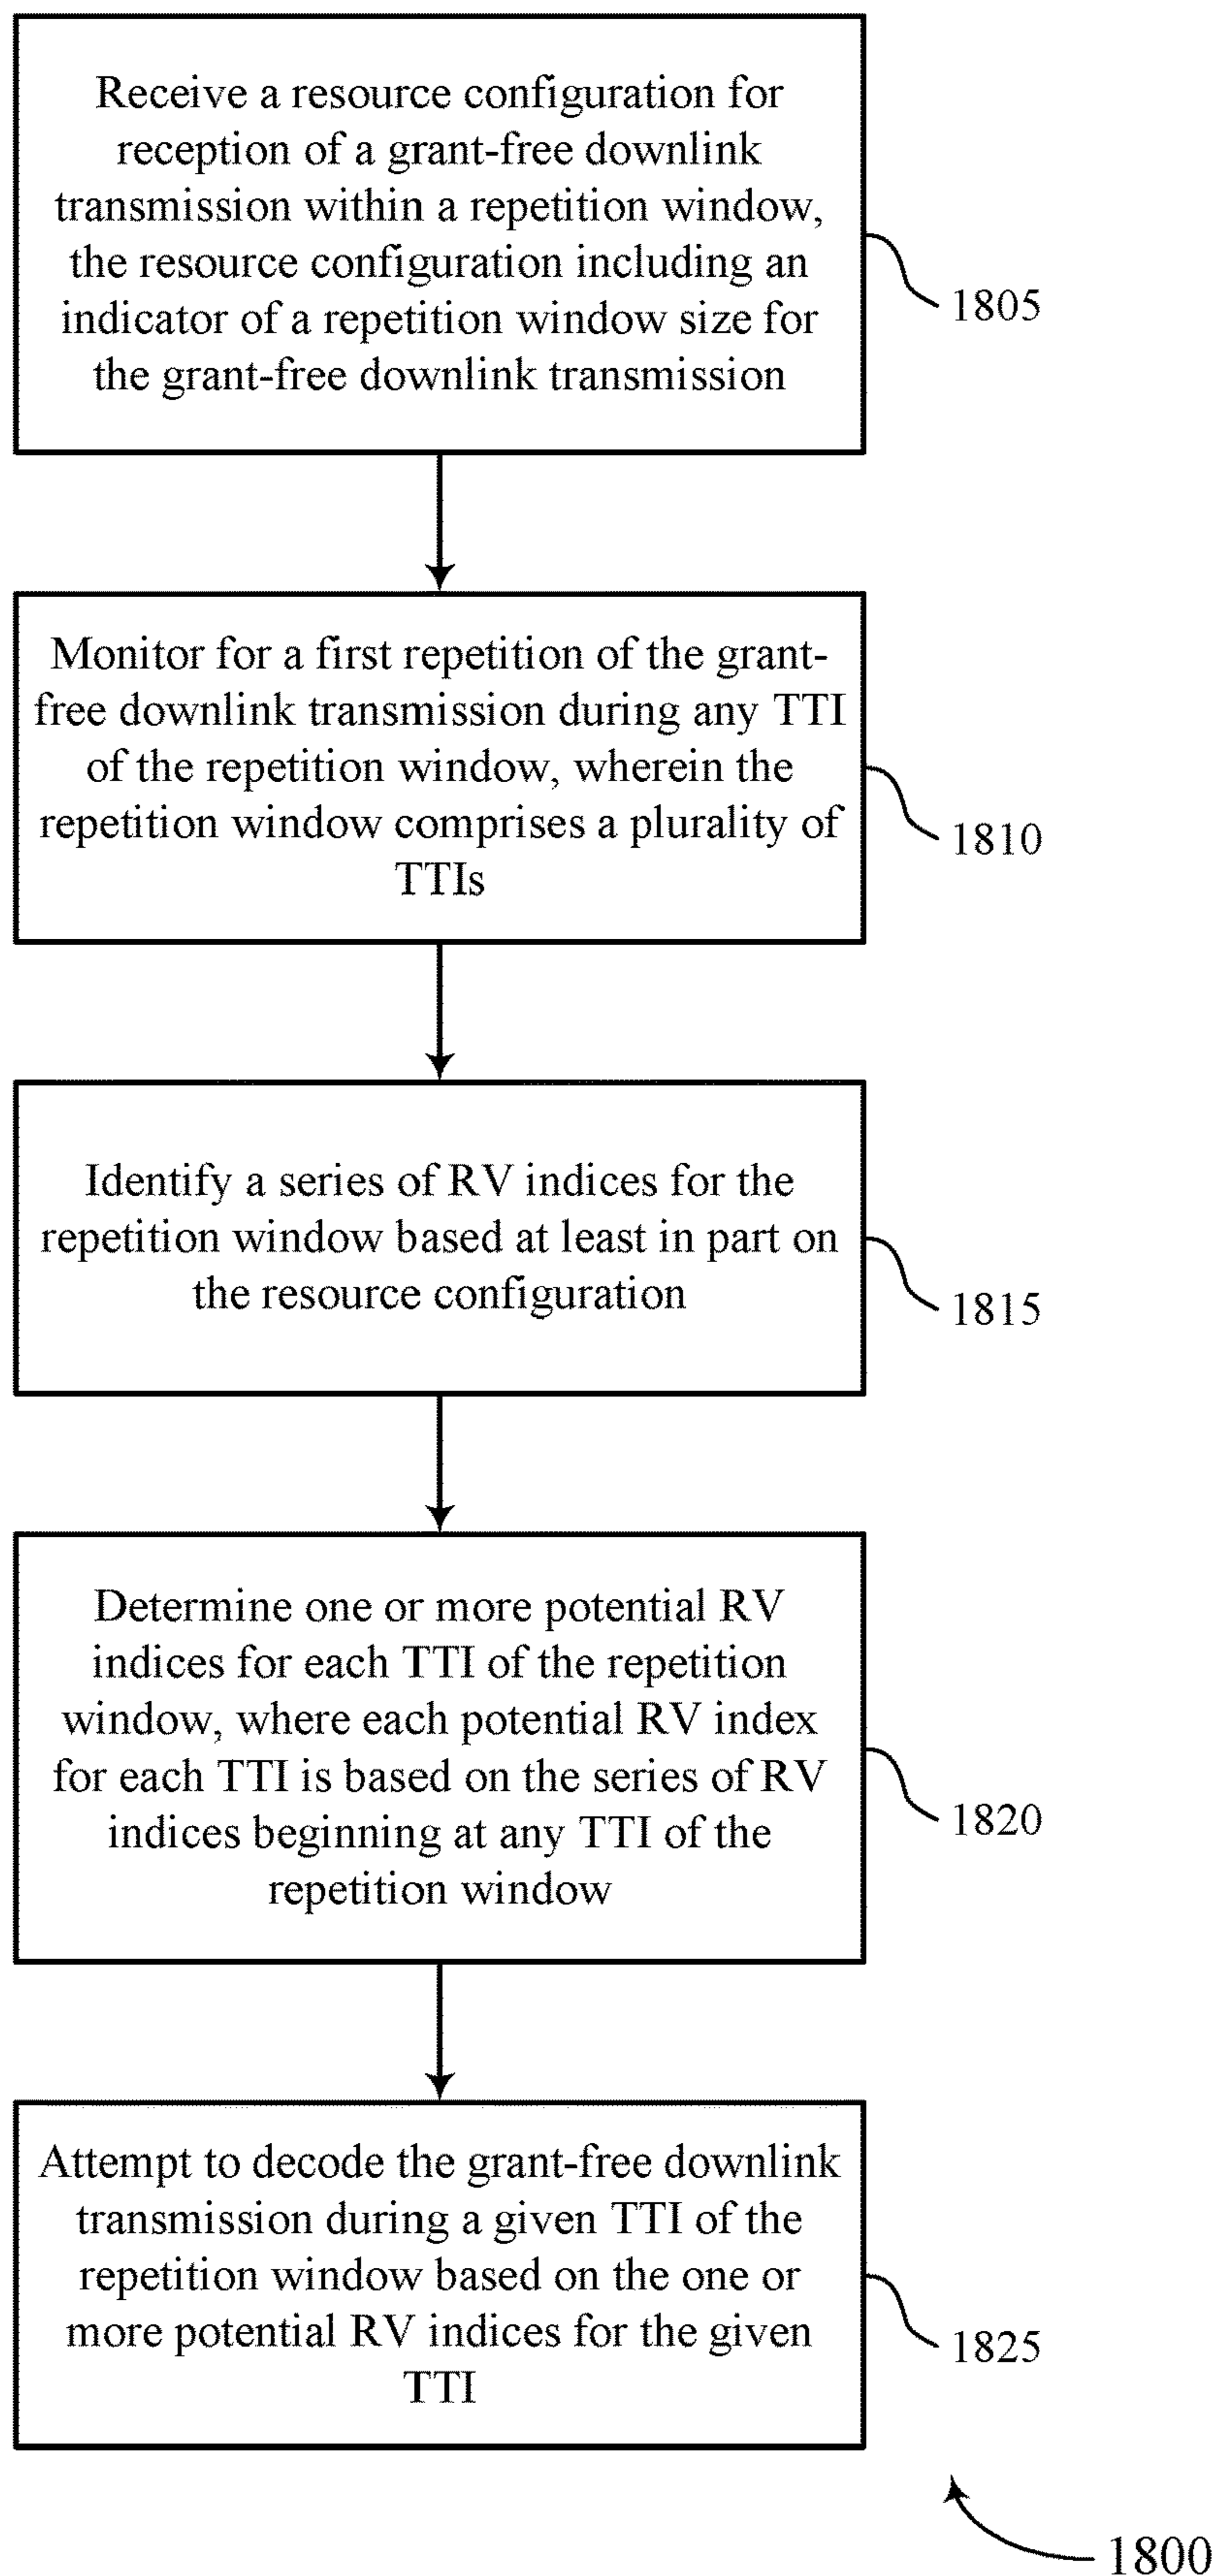 Receive a resource configuration for
reception of a grant-free downlink
transmission within a repetition window,
the resource configuration including an
indicator of a repetition window size for
the grant-free downlink transmission
1805
Monitor for a first repetition of the grant-
free downlink transmission during any TTI
of the repetition window, wherein the
repetition window comprises a plurality of
TTIs
1810
Identify a series of RV indices for the
repetition window based at least in part on
the resource configuration
1815
Determine one or more potential RV
indices for each TTI of the repetition
window, where each potential RV index
for each TTI is based on the series of RV
indices beginning at any TTI of the
repetition window
1820
Attempt to decode the grant-free downlink
transmission during a given TTI of the
repetition window based on the one or
more potential RV indices for the given
TTI
1825
1800